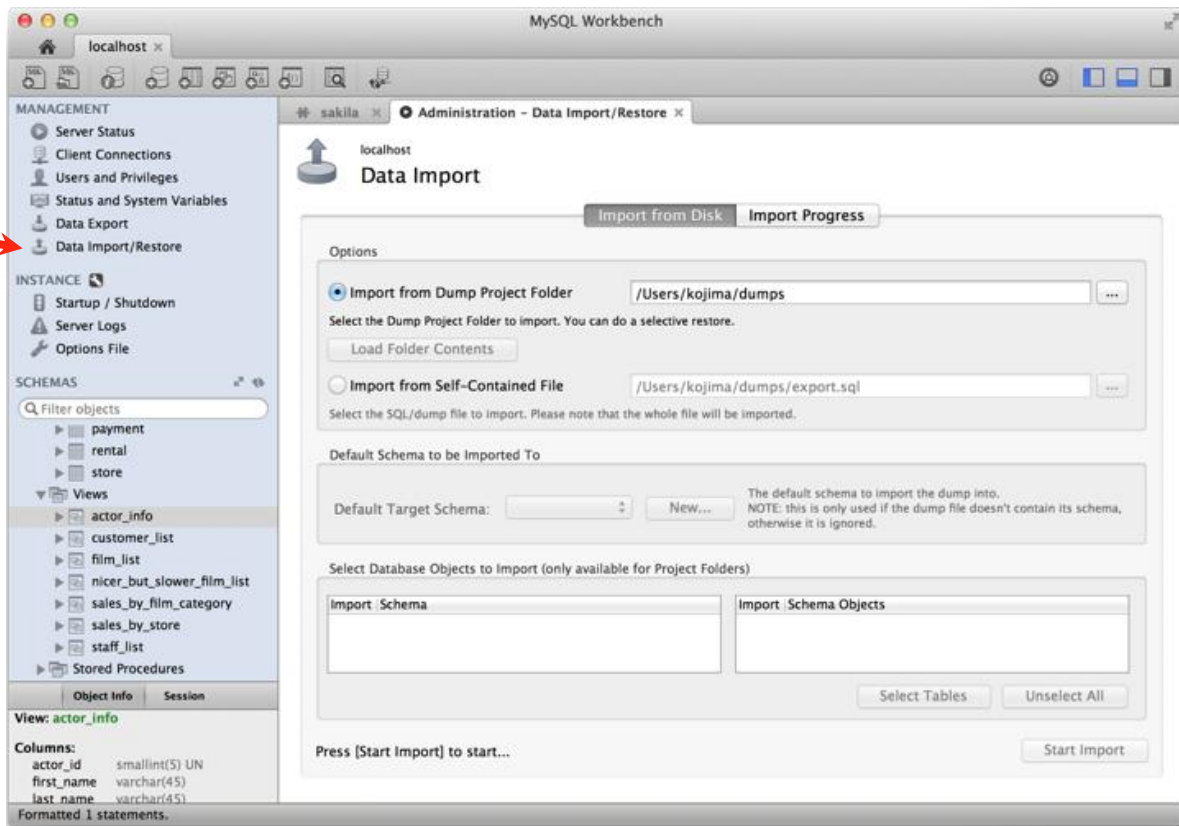 MySQL Workbench
localhost ×
MANAGEMENT
Server Status
Client Connections
Users and Privileges
Status and System Variables
Data Export
Data Import/Restore
INSTANCE
Startup / Shutdown
Server Logs
Options File
SCHEMAS
Filter objects
payment
rental
store
Views
actor_info
customer_list
film_list
nicer_but_slower_film_list
sales_by_film_category
sales_by_store
staff_list
Stored Procedures
Object Info Session
View: actor_info
Columns:
actor_id smallint(5) UN
first_name varchar(45)
last_name varchar(45)
Formatted 1 statements.
sakila × Administration - Data Import/Restore ×
localhost
Data Import
Import from Disk Import Progress
Options
Import from Dump Project Folder /Users/kojima/dumps ...
Select the Dump Project Folder to import. You can do a selective restore.
Load Folder Contents
Import from Self-Contained File /Users/kojima/dumps/export.sql ...
Select the SQL/dump file to import. Please note that the whole file will be imported.
Default Schema to be Imported To
Default Target Schema: New...
The default schema to import the dump into.
NOTE: this is only used if the dump file doesn't contain its schema,
otherwise it is ignored.
Select Database Objects to Import (only available for Project Folders)
Import Schema
Import Schema Objects
Select Tables Unselect All
Press [Start Import] to start...
Start Import